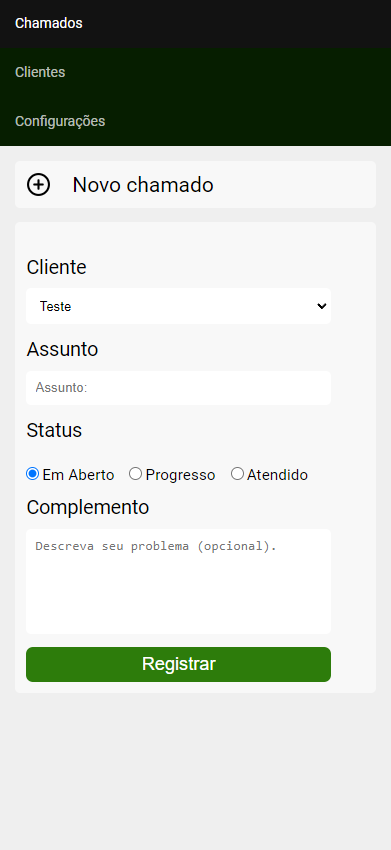 Chamados
Clientes
Configurações
Novo chamado
Cliente
Teste
Assunto
Assunto:
Status
Em Aberto Progresso Atendido
Complemento
Descreva seu problema (opcional).
Registrar